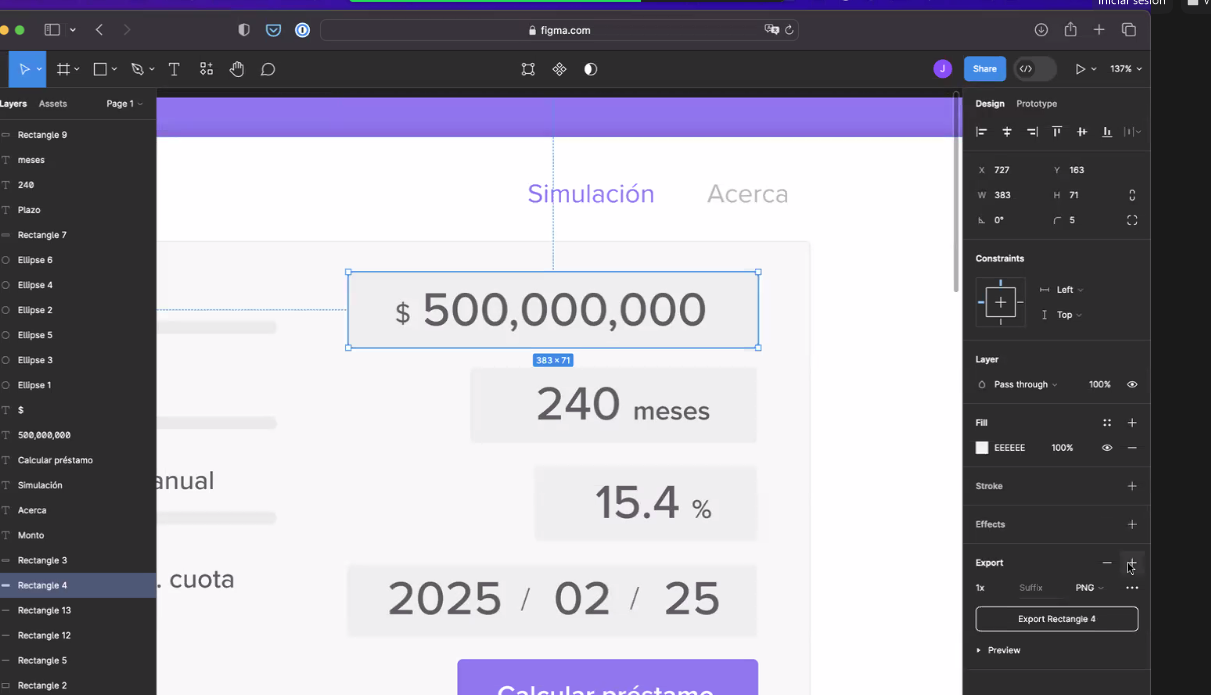 Iniciar sesión
figma.com
J
Share
137%
Layers
Assets
Page 1
Rectangle 9
meses
240
Plazo
Rectangle 7
Ellipse 6
Ellipse 4
Ellipse 2
Ellipse 5
Ellipse 3
Ellipse 1
$
500,000,000
Calcular préstamo
Simulación
Acerca
Monto
Rectangle 3
Rectangle 4
Rectangle 13
Rectangle 12
Rectangle 5
Rectangle 2
Simulación
Acerca
$ 500,000,000
383 × 71
240 meses
anual
15.4 %
. cuota
2025 / 02 / 25
Calcular préstamo
Design
Prototype
X 727
Y 163
W 383
H 71
0°
5
Constraints
Left
Top
Layer
Pass through
100%
Fill
EEEEEE
100%
Stroke
Effects
Export
1x
Suffix
PNG
Export Rectangle 4
Preview